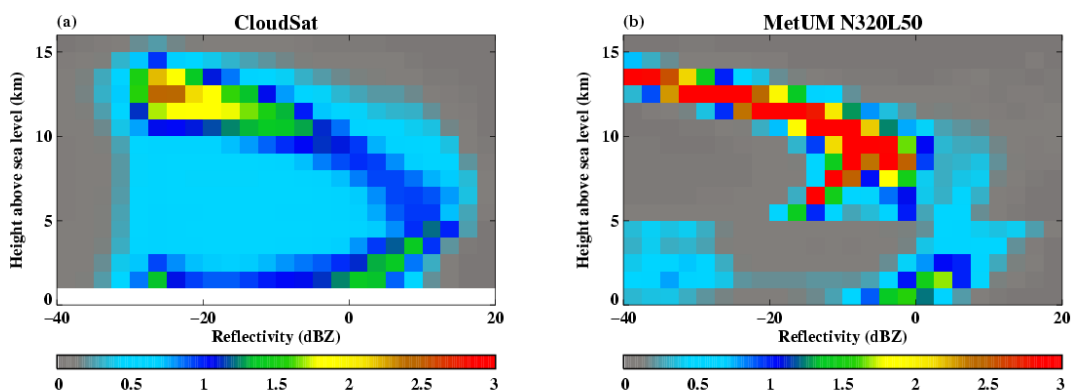 (a) CloudSat
15
10
5
0
Height above sea level (km)
−40 −20 0 20
Reflectivity (dBZ)
0 0.5 1 1.5 2 2.5 3
(b) MetUM N320L50
15
10
5
0
Height above sea level (km)
−40 −20 0 20
Reflectivity (dBZ)
0 0.5 1 1.5 2 2.5 3